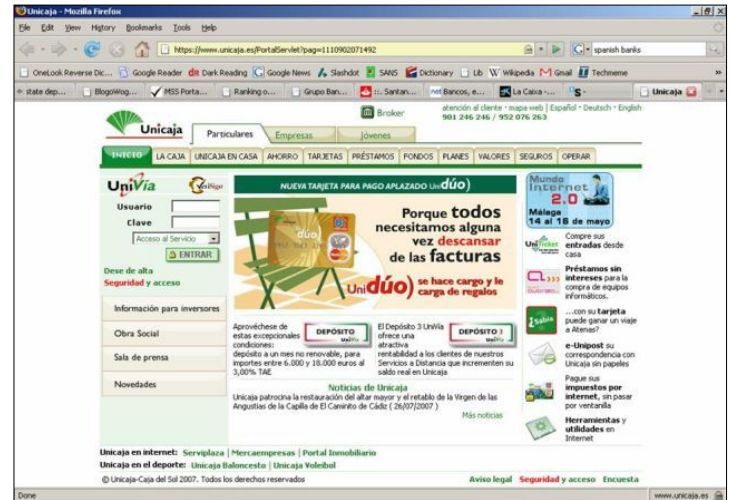 Unicaja - Mozilla Firefox
File Edit View History Bookmarks Tools Help
https://www.unicaja.es/PortalServlet?pag=1110902071492
spanish banks
OneLook Reverse Dic... Google Reader Dark Reading Google News Slashdot SANS Dictionary Lib Wikipedia Gmail Techmeme
state dep... BlogoWog... MSS Porta... Ranking o... Grupo Ban... .:. Santan... Bancos, e... La Caixa -... Unicaja
Broker
atención al cliente · mapa web | Español · Deutsch · English
901 246 246 / 952 076 263
Unicaja
Particulares Empresas Jóvenes
INICIO LA CAJA UNICAJA EN CASA AHORRO TARJETAS PRÉSTAMOS FONDOS PLANES VALORES SEGUROS OPERAR
UniVía
VeriSign
Usuario
Clave
Acceso al Servicio
ENTRAR
Dese de alta
Seguridad y acceso
Información para inversores
Obra Social
Sala de prensa
Novedades
NUEVA TARJETA PARA PAGO APLAZADO Unidúo)
Porque todos
necesitamos alguna
vez descansar
de las facturas
Unidúo) se hace cargo y le
carga de regalos
Aprovéchese de
estas excepcionales
condiciones:
depósito a un mes no renovable, para
importes entre 6.000 y 18.000 euros al
3,00% TAE
DEPÓSITO
UniVía
El Depósito 3 UniVía
ofrece una
atractiva
rentabilidad a los clientes de nuestros
Servicios a Distancia que incrementen su
saldo real en Unicaja
DEPÓSITO 3
UniVía
Noticias de Unicaja
Unicaja patrocina la restauración del altar mayor y el retablo de la Virgen de las
Angustias de la Capilla de El Caminito de Cádiz ( 26/07/2007 )
Más noticias
Mundo
Internet
2.0
Málaga
14 al 16 de mayo
Compre sus
entradas desde
casa
Préstamos sin
intereses para la
compra de equipos
informáticos.
...con su tarjeta
puede ganar un viaje
a Atenas?
e-Unipost su
correspondencia con
Unicaja sin papeles
Pague sus
impuestos por
internet, sin pasar
por ventanilla
Herramientas y
utilidades en
Internet
Unicaja en internet: Serviplaza | Mercaempresas | Portal Inmobiliario
Unicaja en el deporte: Unicaja Baloncesto | Unicaja Voleibol
© Unicaja-Caja del Sol 2007. Todos los derechos reservados
Aviso legal Seguridad y acceso Encuesta
Done
www.unicaja.es